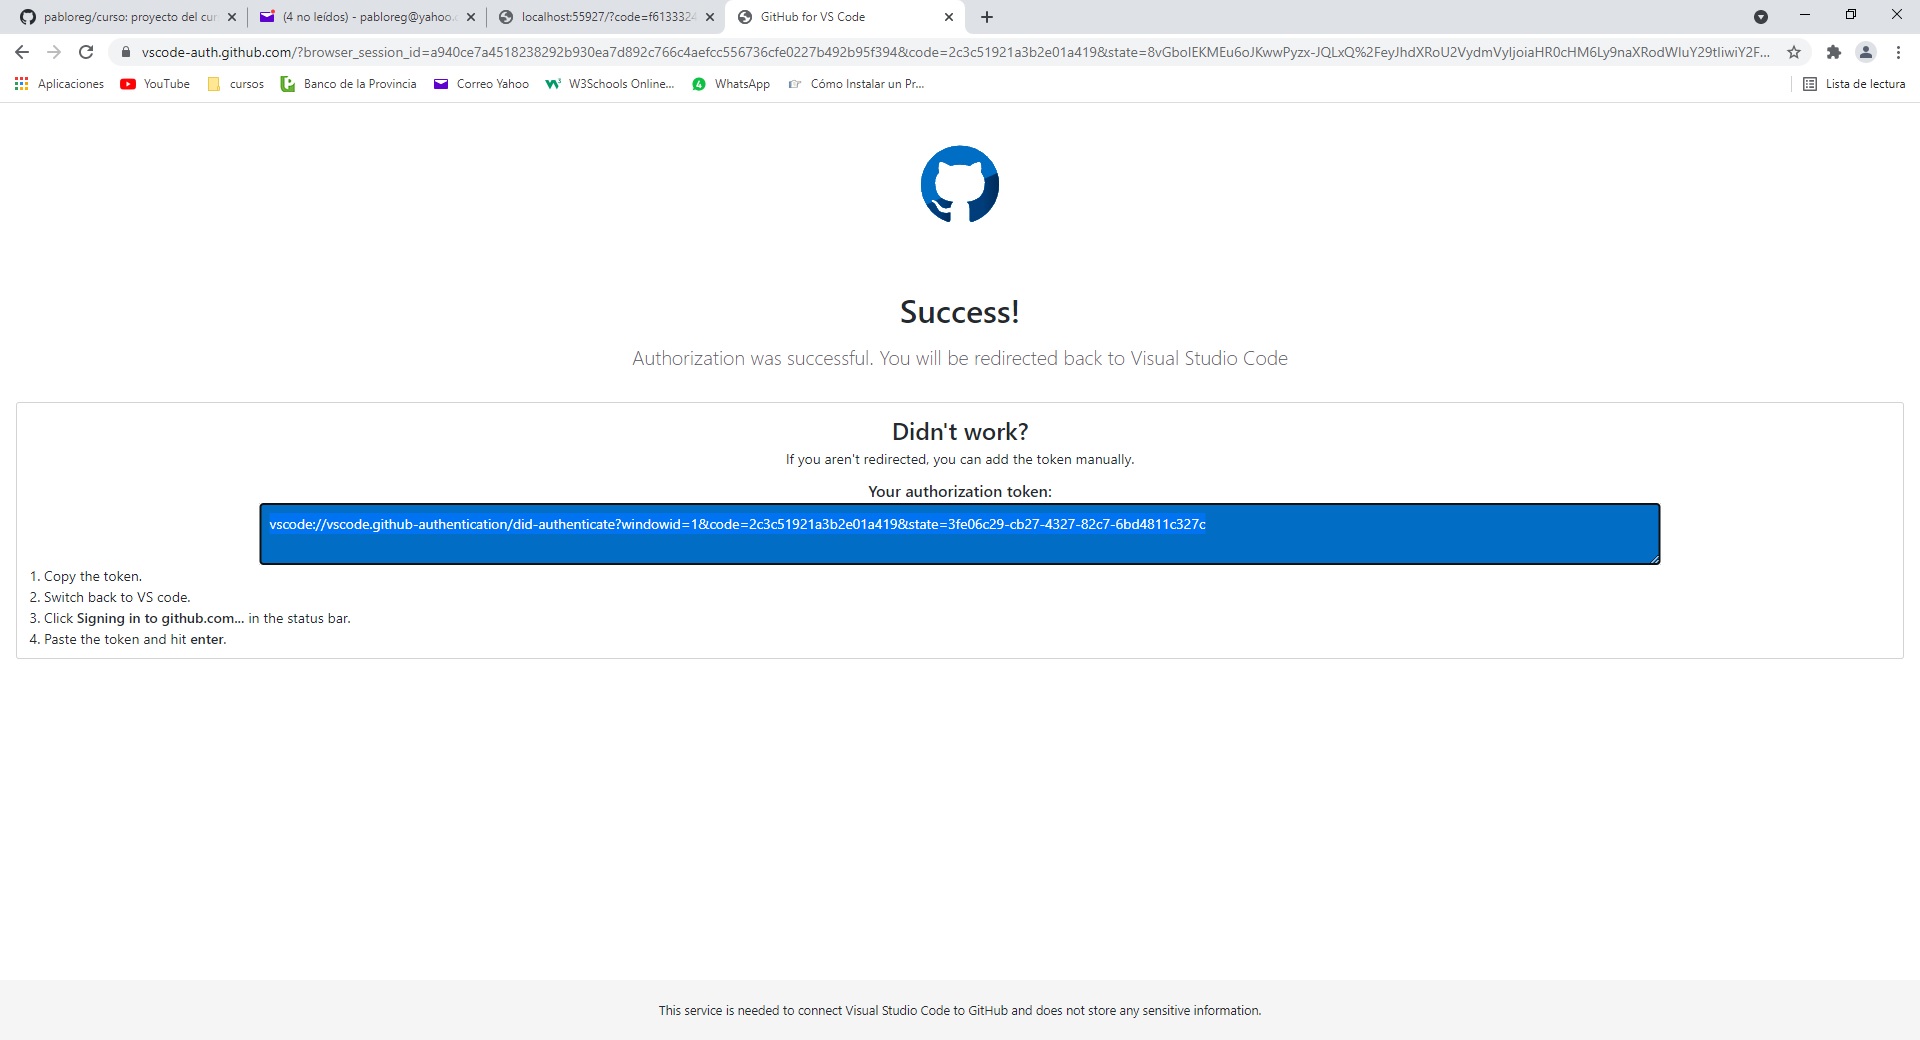 pabloreg/curso: proyecto del cur
(4 no leídos) - pabloreg@yahoo.c
localhost:55927/?code=f6133324
GitHub for VS Code
vscode-auth.github.com/?browser_session_id=a940ce7a4518238292b930ea7d892c766c4aefcc556736cfe0227b492b95f394&code=2c3c51921a3b2e01a419&state=8vGboIEKMEu6oJKwwPyzx-JQLxQ%2FeyJhdXRoU2VydmVyIjoiaHR0cHM6Ly9naXRodWIuY29tIiwiY2F...
Aplicaciones
YouTube
cursos
Banco de la Provincia
Correo Yahoo
W3Schools Online...
4
WhatsApp
Cómo Instalar un Pr...
Lista de lectura
Success!
Authorization was successful. You will be redirected back to Visual Studio Code
Didn't work?
If you aren't redirected, you can add the token manually.
Your authorization token:
vscode://vscode.github-authentication/did-authenticate?windowid=1&code=2c3c51921a3b2e01a419&state=3fe06c29-cb27-4327-82c7-6bd4811c327c
1. Copy the token.
2. Switch back to VS code.
3. Click Signing in to github.com... in the status bar.
4. Paste the token and hit enter.
This service is needed to connect Visual Studio Code to GitHub and does not store any sensitive information.